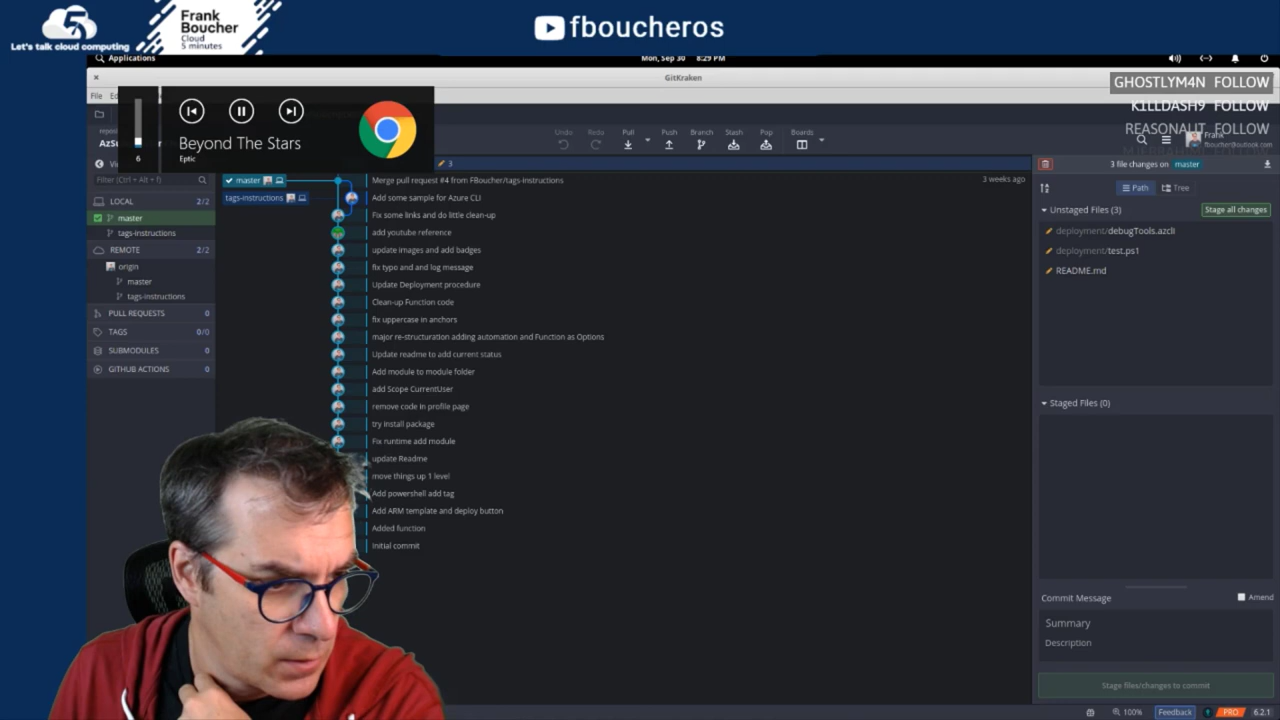 Let's talk cloud computing
5
Frank
Boucher
Cloud
5 minutes
fboucheros
Applications
Mon, Sep 30 8:29 PM
GitKraken
GHOSTLYM4N FOLLOW
K1LLDASH9 FOLLOW
REASONAUT FOLLOW
File
Beyond The Stars
Eptic
6
Undo
Redo
Pull
Push
Branch
Stash
Pop
Boards
Frank
fboucher@outlook.com
3
3 file changes on master
Filter (Ctrl + Alt + f)
LOCAL 2/2
master
tags-instructions
REMOTE 2/2
origin
master
tags-instructions
PULL REQUESTS 0
TAGS 0/0
SUBMODULES 0
GITHUB ACTIONS 0
master
tags-instructions
Merge pull request #4 from FBoucher/tags-instructions
3 weeks ago
Add some sample for Azure CLI
Fix some links and do little clean-up
add youtube reference
update images and add badges
fix typo and and log message
Update Deployment procedure
Clean-up Function code
fix uppercase in anchors
major re-structuration adding automation and Function as Options
Update readme to add current status
Add module to module folder
add Scope CurrentUser
remove code in profile page
try install package
Fix runtime add module
update Readme
move things up 1 level
Add powershell add tag
Add ARM template and deploy button
Added function
Initial commit
Path
Tree
Unstaged Files (3)
Stage all changes
deployment/debugTools.azcli
deployment/test.ps1
README.md
Staged Files (0)
Commit Message
Amend
Summary
Description
Stage files/changes to commit
100%
Feedback
PRO
6.2.1